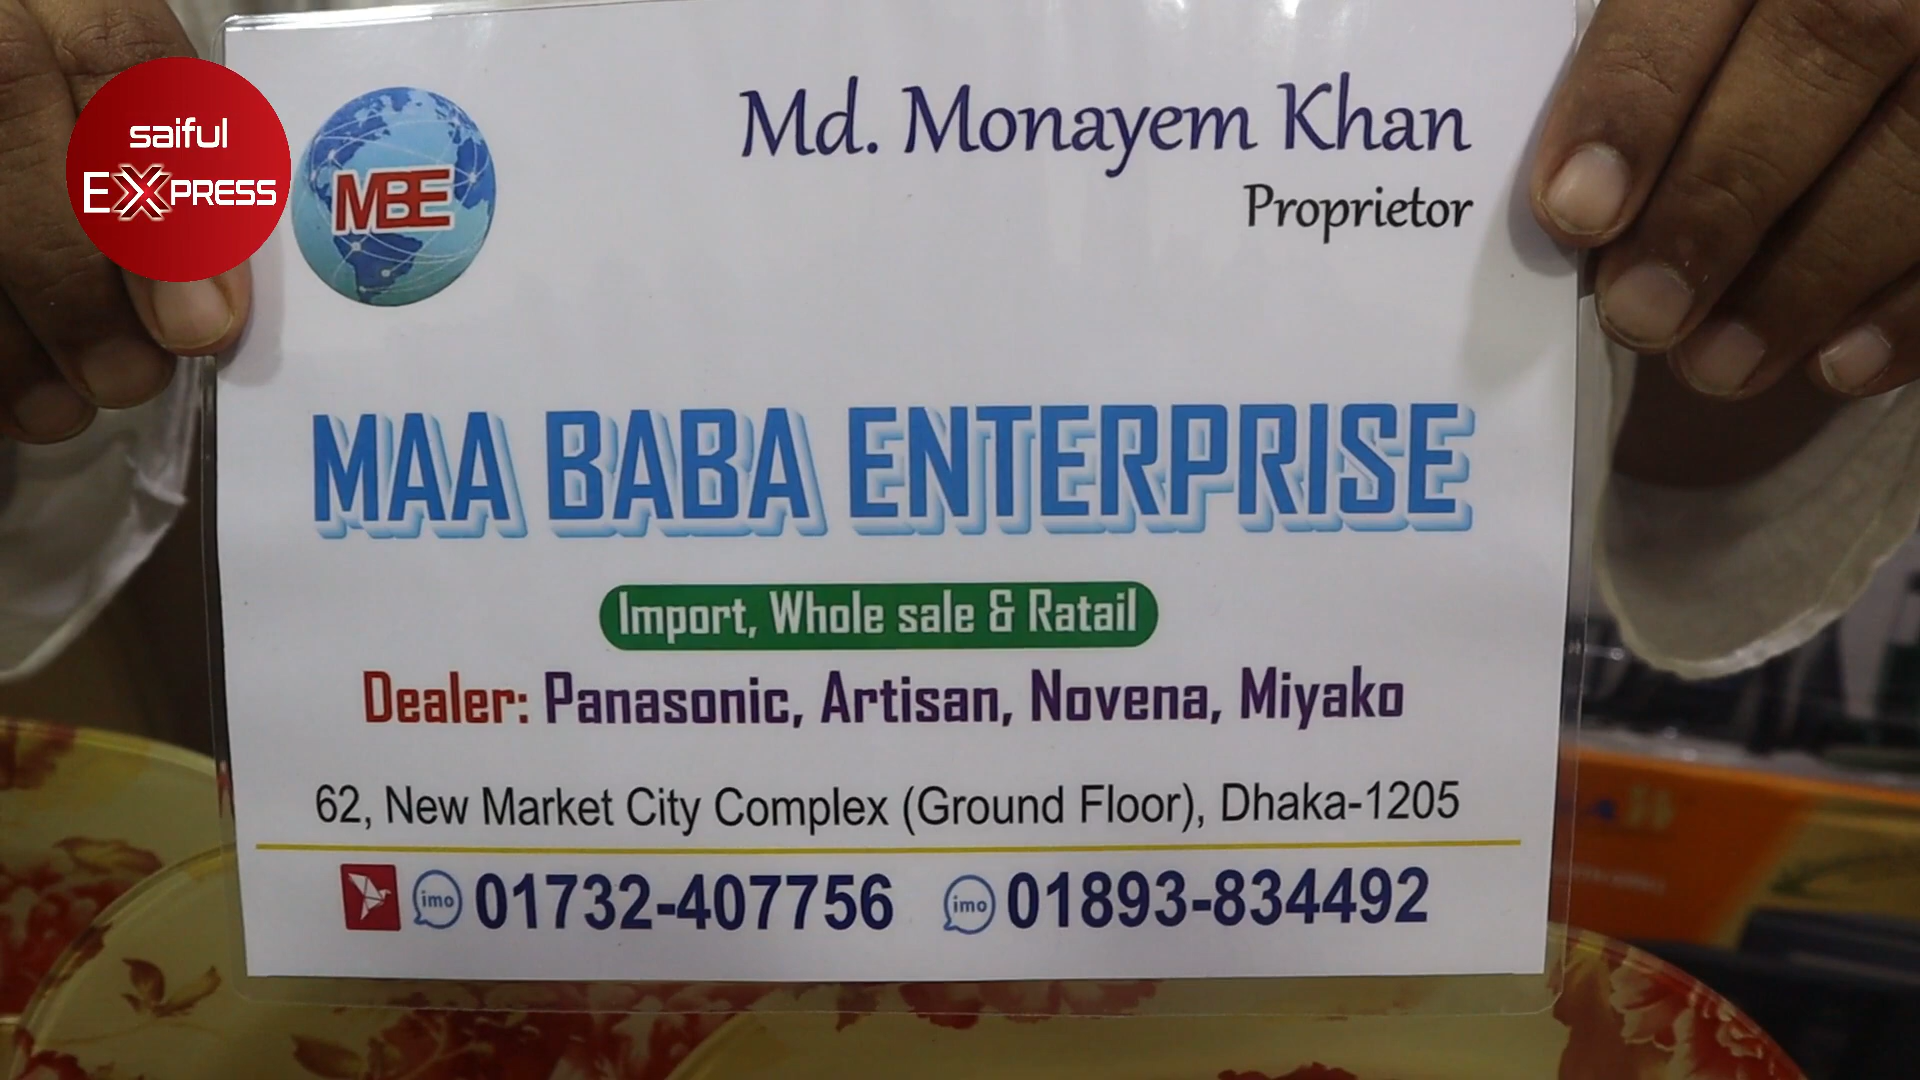 saiful
EXPRESS
MBE
Md. Monayem Khan
Proprietor
MAA BABA ENTERPRISE
Import, Whole sale & Ratail
Dealer: Panasonic, Artisan, Novena, Miyako
62, New Market City Complex (Ground Floor), Dhaka-1205
imo 01732-407756 imo 01893-834492